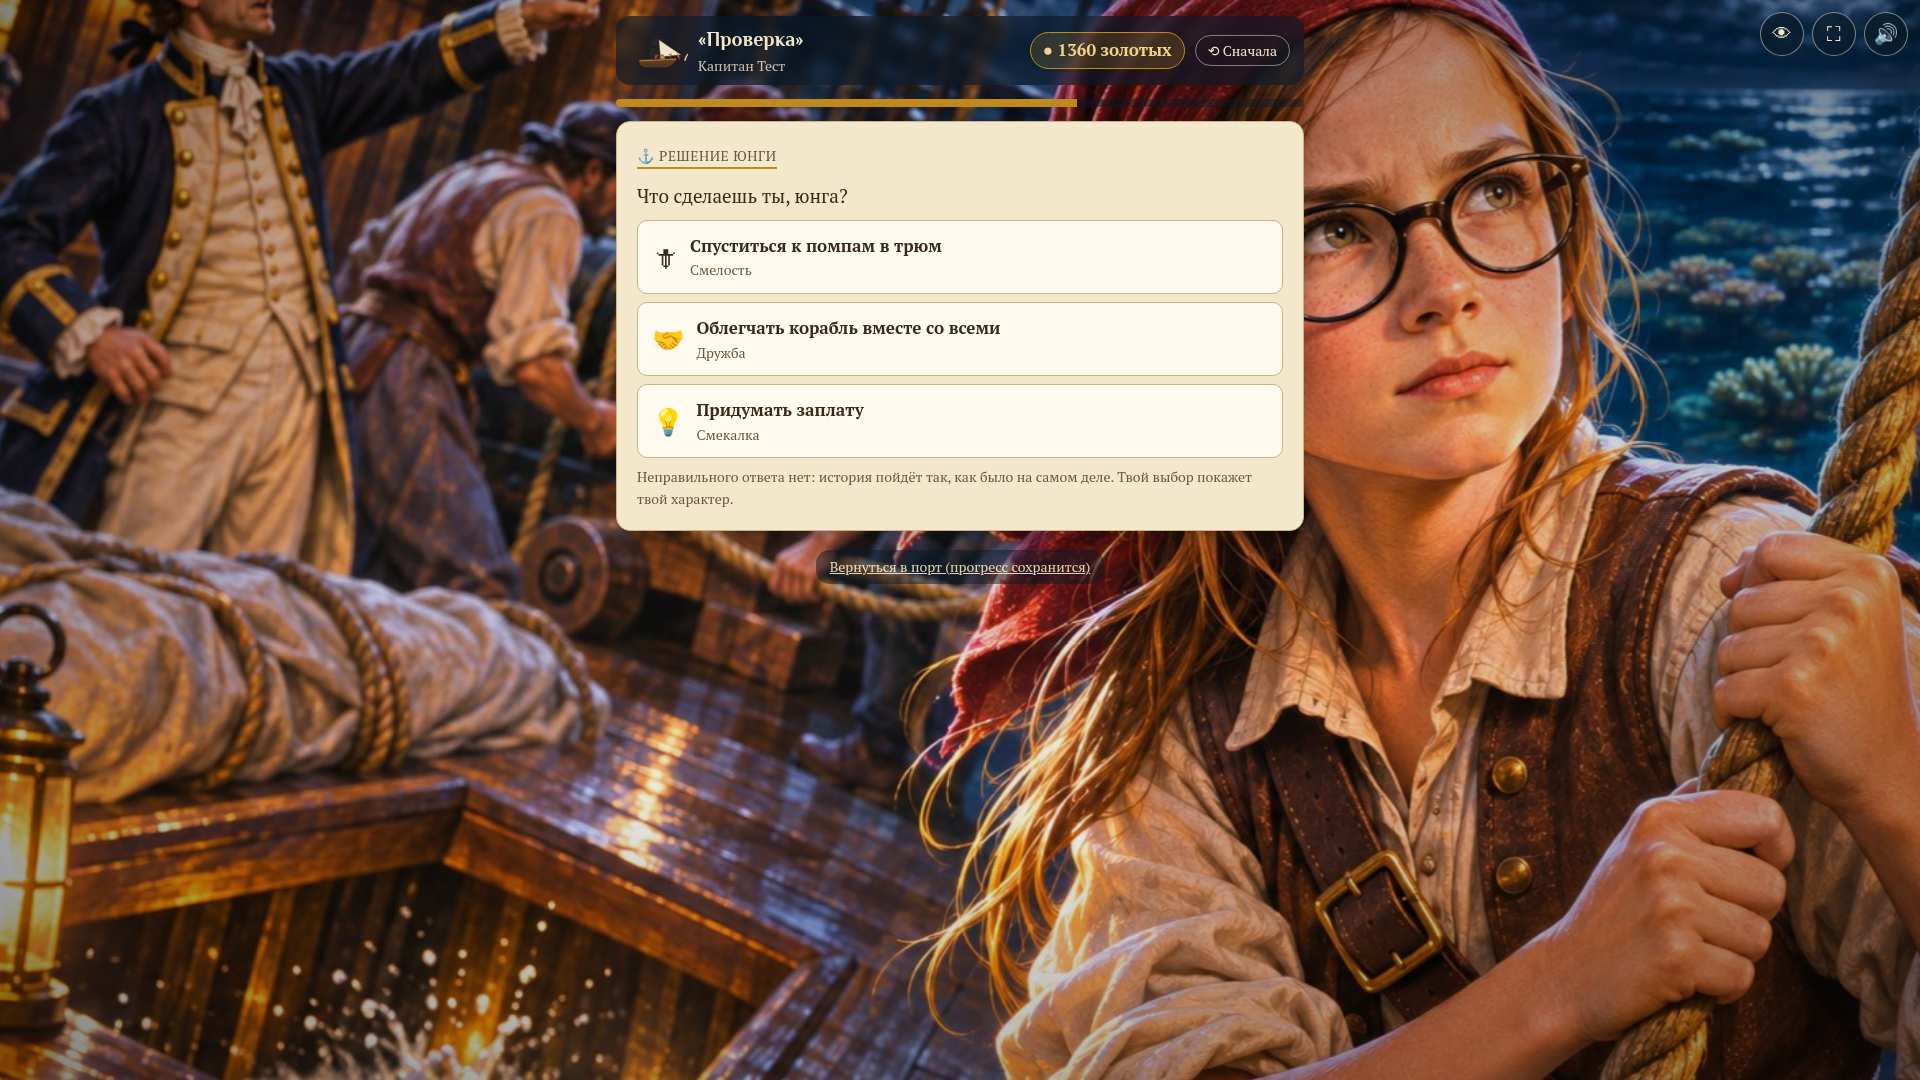 «Проверка»
Капитан Тест
● 1360 золотых
⟲ Сначала
⚓ РЕШЕНИЕ ЮНГИ
Что сделаешь ты, юнга?
Спуститься к помпам в трюм
Смелость
Облегчать корабль вместе со всеми
Дружба
Придумать заплату
Смекалка
Неправильного ответа нет: история пойдёт так, как было на самом деле. Твой выбор покажет
твой характер.
Вернуться в порт (прогресс сохранится)